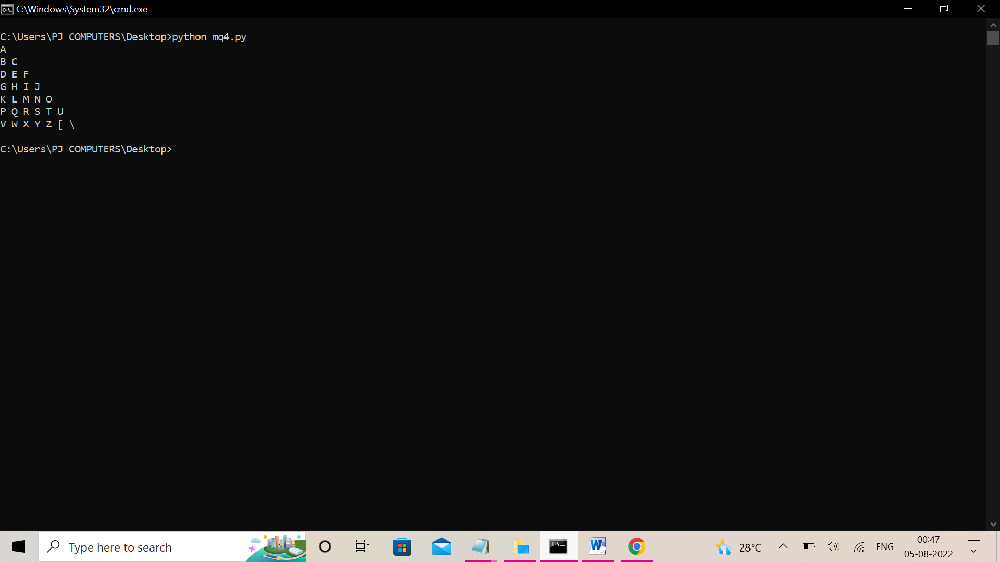 C:\Windows\System32\cmd.exe
C:\Users\PJ COMPUTERS\Desktop>python mq4.py
A
B C
D E F
G H I J
K L M N O
P Q R S T U
V W X Y Z [ \
C:\Users\PJ COMPUTERS\Desktop>
Type here to search
28°C
ENG
00:47
05-08-2022